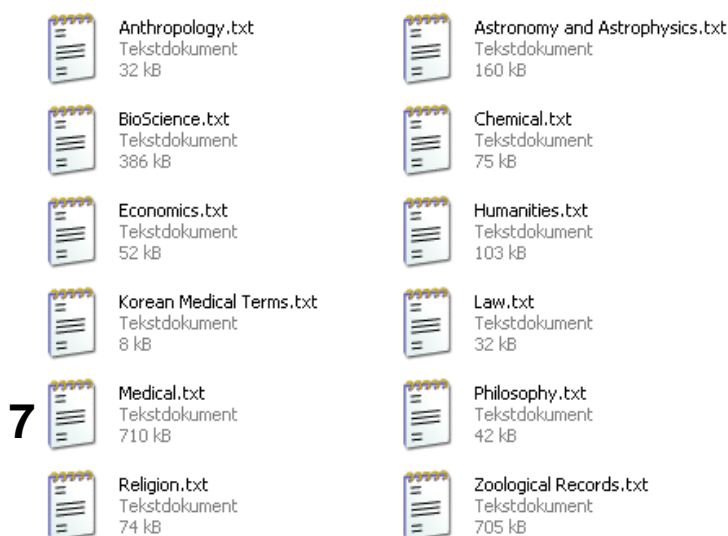 Anthropology.txt
Tekstdokument
32 kB
Astronomy and Astrophysics.txt
Tekstdokument
160 kB
BioScience.txt
Tekstdokument
386 kB
Chemical.txt
Tekstdokument
75 kB
Economics.txt
Tekstdokument
52 kB
Humanities.txt
Tekstdokument
103 kB
Korean Medical Terms.txt
Tekstdokument
8 kB
Law.txt
Tekstdokument
32 kB
7
Medical.txt
Tekstdokument
710 kB
Philosophy.txt
Tekstdokument
42 kB
Religion.txt
Tekstdokument
74 kB
Zoological Records.txt
Tekstdokument
705 kB